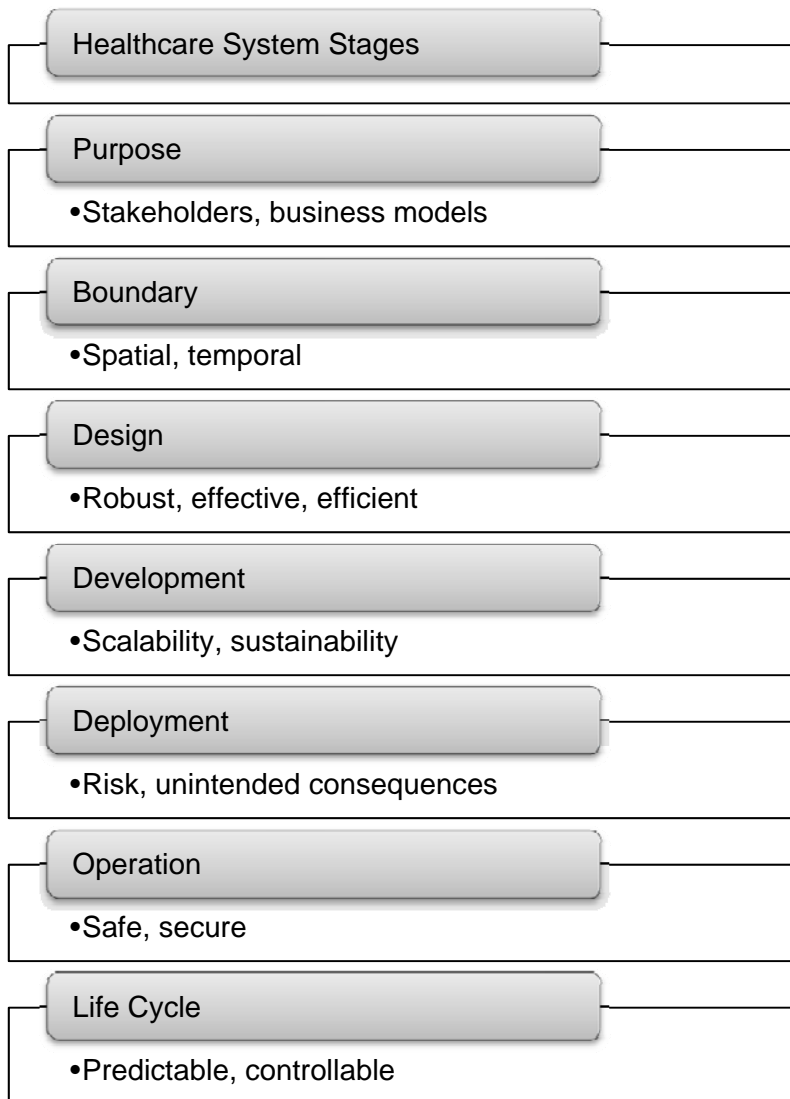 Healthcare System Stages
Purpose
•Stakeholders, business models
Boundary
•Spatial, temporal
Design
•Robust, effective, efficient
Development
•Scalability, sustainability
Deployment
•Risk, unintended consequences
Operation
•Safe, secure
Life Cycle
•Predictable, controllable